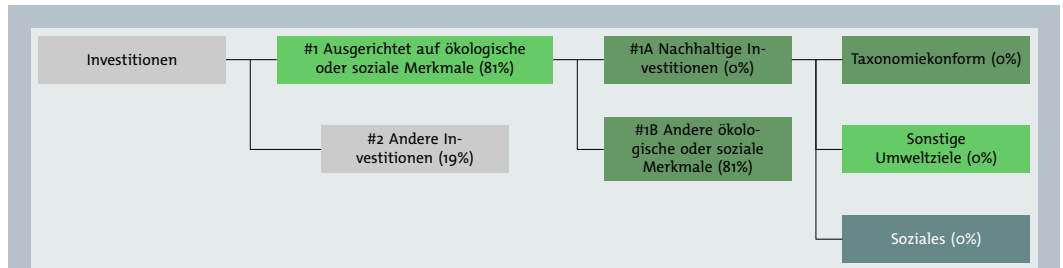 Investitionen
#1 Ausgerichtet auf ökologische
oder soziale Merkmale (81%)
#2 Andere In-
vestitionen (19%)
#1A Nachhaltige In-
vestitionen (0%)
#1B Andere ökolo-
gische oder soziale
Merkmale (81%)
Taxonomiekonform (0%)
Sonstige
Umweltziele (0%)
Soziales (0%)